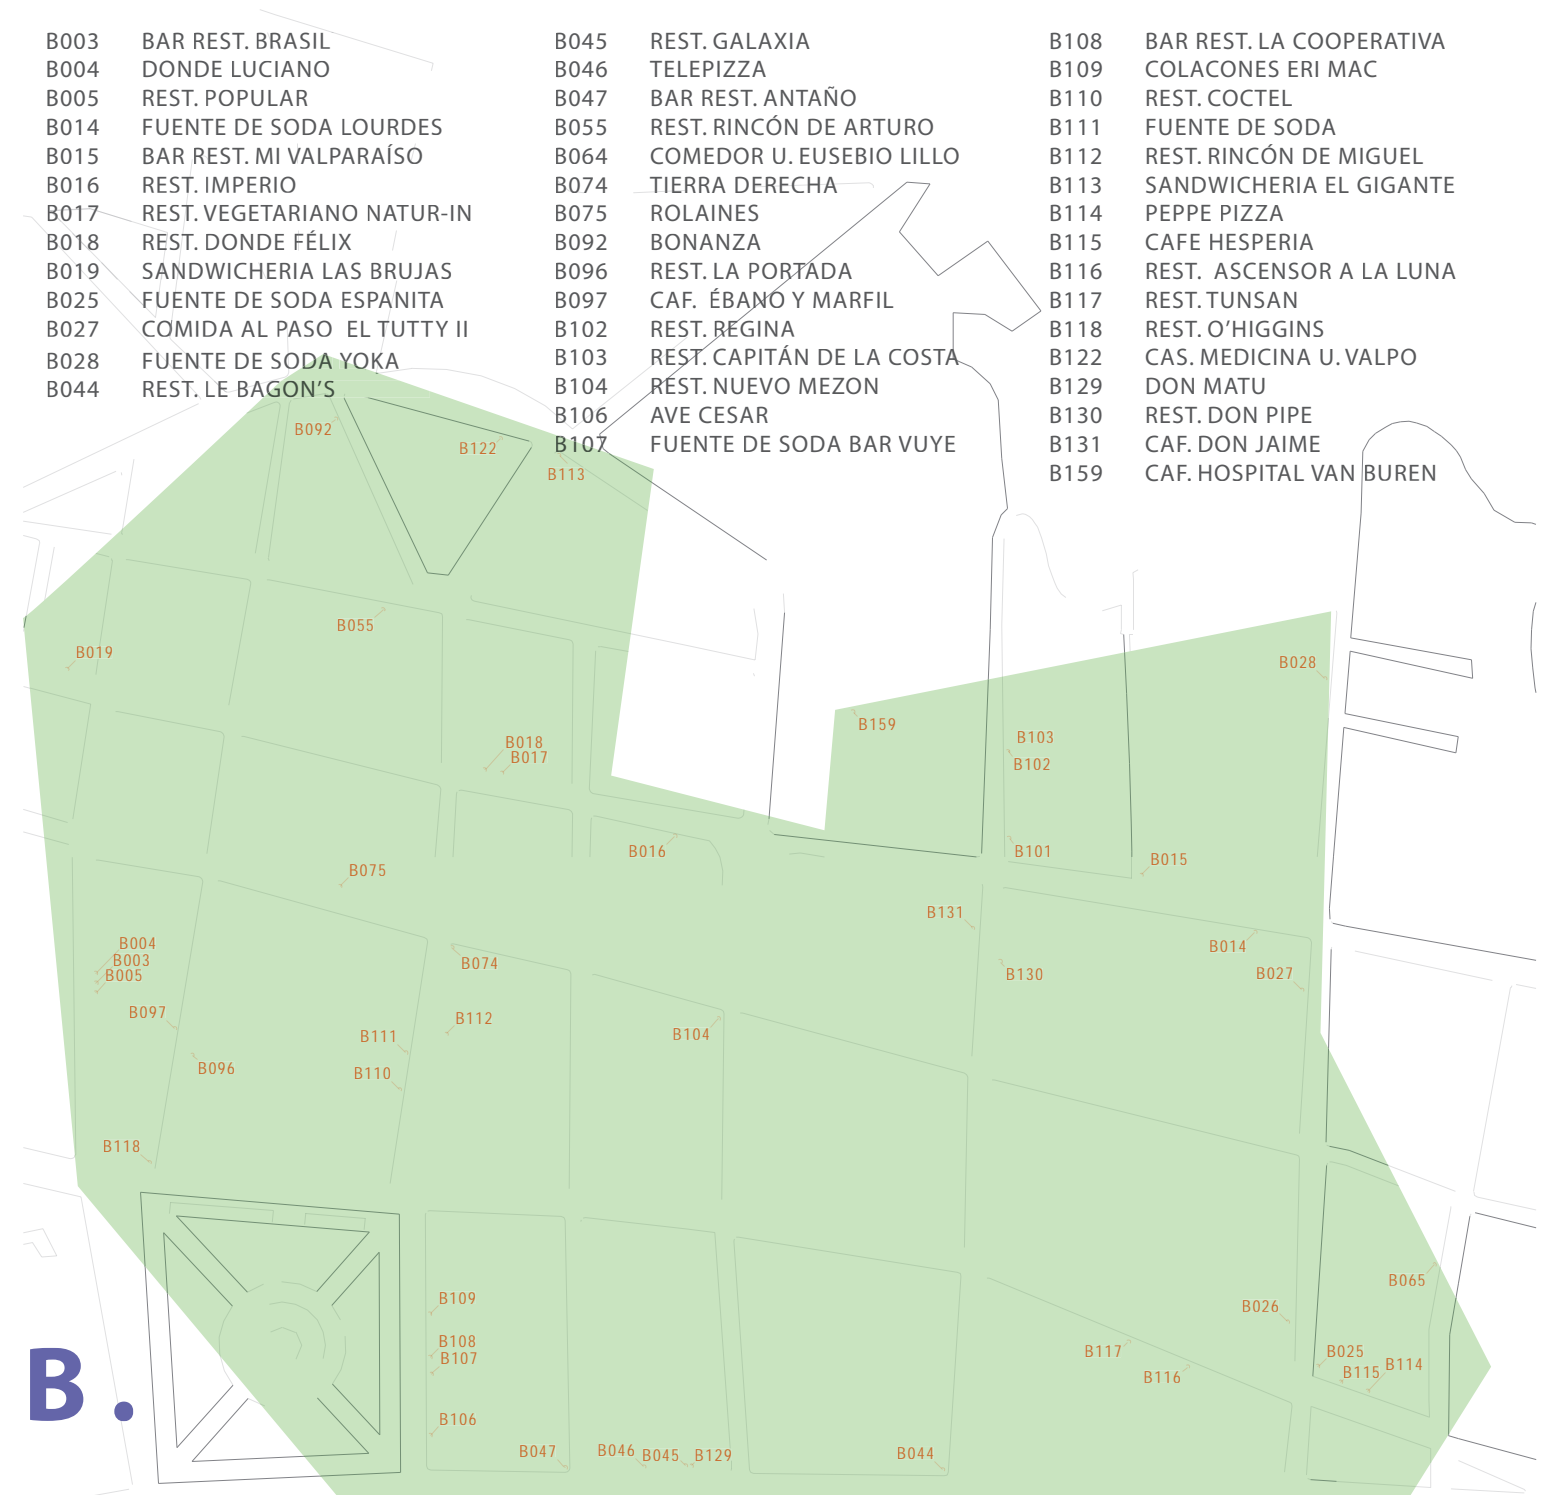 B003 BAR REST. BRASIL
B004 DONDE LUCIANO
B005 REST. POPULAR
B014 FUENTE DE SODA LOURDES
B015 BAR REST. MI VALPARAÍSO
B016 REST. IMPERIO
B017 REST. VEGETARIANO NATUR-IN
B018 REST. DONDE FÉLIX
B019 SANDWICHERIA LAS BRUJAS
B025 FUENTE DE SODA ESPANITA
B027 COMIDA AL PASO EL TUTTY II
B028 FUENTE DE SODA YOKA
B044 REST. LE BAGON'S
B045 REST. GALAXIA
B046 TELEPIZZA
B047 BAR REST. ANTAÑO
B055 REST. RINCÓN DE ARTURO
B064 COMEDOR U. EUSEBIO LILLO
B074 TIERRA DERECHA
B075 ROLAINES
B092 BONANZA
B096 REST. LA PORTADA
B097 CAF. ÉBANO Y MARFIL
B102 REST. REGINA
B103 REST. CAPITÁN DE LA COSTA
B104 REST. NUEVO MEZON
B106 AVE CESAR
B107 FUENTE DE SODA BAR VUYE
B108 BAR REST. LA COOPERATIVA
B109 COLACONES ERI MAC
B110 REST. COCTEL
B111 FUENTE DE SODA
B112 REST. RINCÓN DE MIGUEL
B113 SANDWICHERIA EL GIGANTE
B114 PEPPE PIZZA
B115 CAFE HESPERIA
B116 REST. ASCENSOR A LA LUNA
B117 REST. TUNSAN
B118 REST. O'HIGGINS
B122 CAS. MEDICINA U. VALPO
B129 DON MATU
B130 REST. DON PIPE
B131 CAF. DON JAIME
B159 CAF. HOSPITAL VAN BUREN
B092
B122
B113
B055
B019
B028
B159
B103
B018
B017
B102
B016
B101
B015
B075
B131
B004
B014
B003
B074
B005
B130
B027
B097
B112
B111
B104
B096
B110
B118
B065
B109
B026
B108
B117
B025
B107
B114
B115
B116
B106
B047
B046
B045
B129
B044
B.